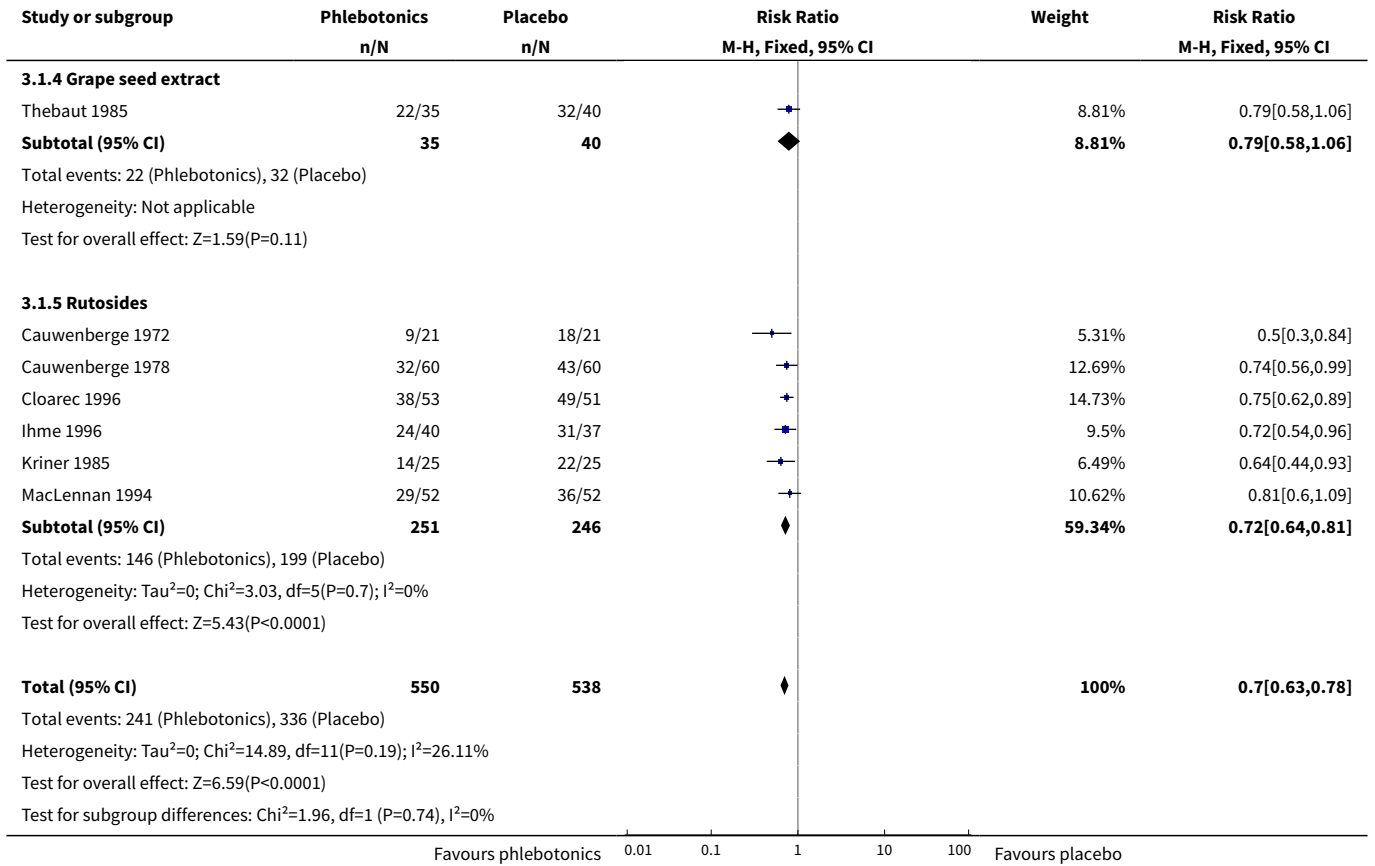 Study or subgroup Phlebotonics Placebo Risk Ratio Weight Risk Ratio
n/N n/N M-H, Fixed, 95% CI M-H, Fixed, 95% CI
3.1.4 Grape seed extract
Thebaut 1985 22/35 32/40 8.81% 0.79[0.58,1.06]
Subtotal (95% CI) 35 40 8.81% 0.79[0.58,1.06]
Total events: 22 (Phlebotonics), 32 (Placebo)
Heterogeneity: Not applicable
Test for overall effect: Z=1.59(P=0.11)
3.1.5 Rutosides
Cauwenberge 1972 9/21 18/21 5.31% 0.5[0.3,0.84]
Cauwenberge 1978 32/60 43/60 12.69% 0.74[0.56,0.99]
Cloarec 1996 38/53 49/51 14.73% 0.75[0.62,0.89]
Ihme 1996 24/40 31/37 9.5% 0.72[0.54,0.96]
Kriner 1985 14/25 22/25 6.49% 0.64[0.44,0.93]
MacLennan 1994 29/52 36/52 10.62% 0.81[0.6,1.09]
Subtotal (95% CI) 251 246 59.34% 0.72[0.64,0.81]
Total events: 146 (Phlebotonics), 199 (Placebo)
Heterogeneity: Tau²=0; Chi²=3.03, df=5(P=0.7); I²=0%
Test for overall effect: Z=5.43(P<0.0001)
Total (95% CI) 550 538 100% 0.7[0.63,0.78]
Total events: 241 (Phlebotonics), 336 (Placebo)
Heterogeneity: Tau²=0; Chi²=14.89, df=11(P=0.19); I²=26.11%
Test for overall effect: Z=6.59(P<0.0001)
Test for subgroup differences: Chi²=1.96, df=1 (P=0.74), I²=0%
Favours phlebotonics 0.01 0.1 1 10 100 Favours placebo